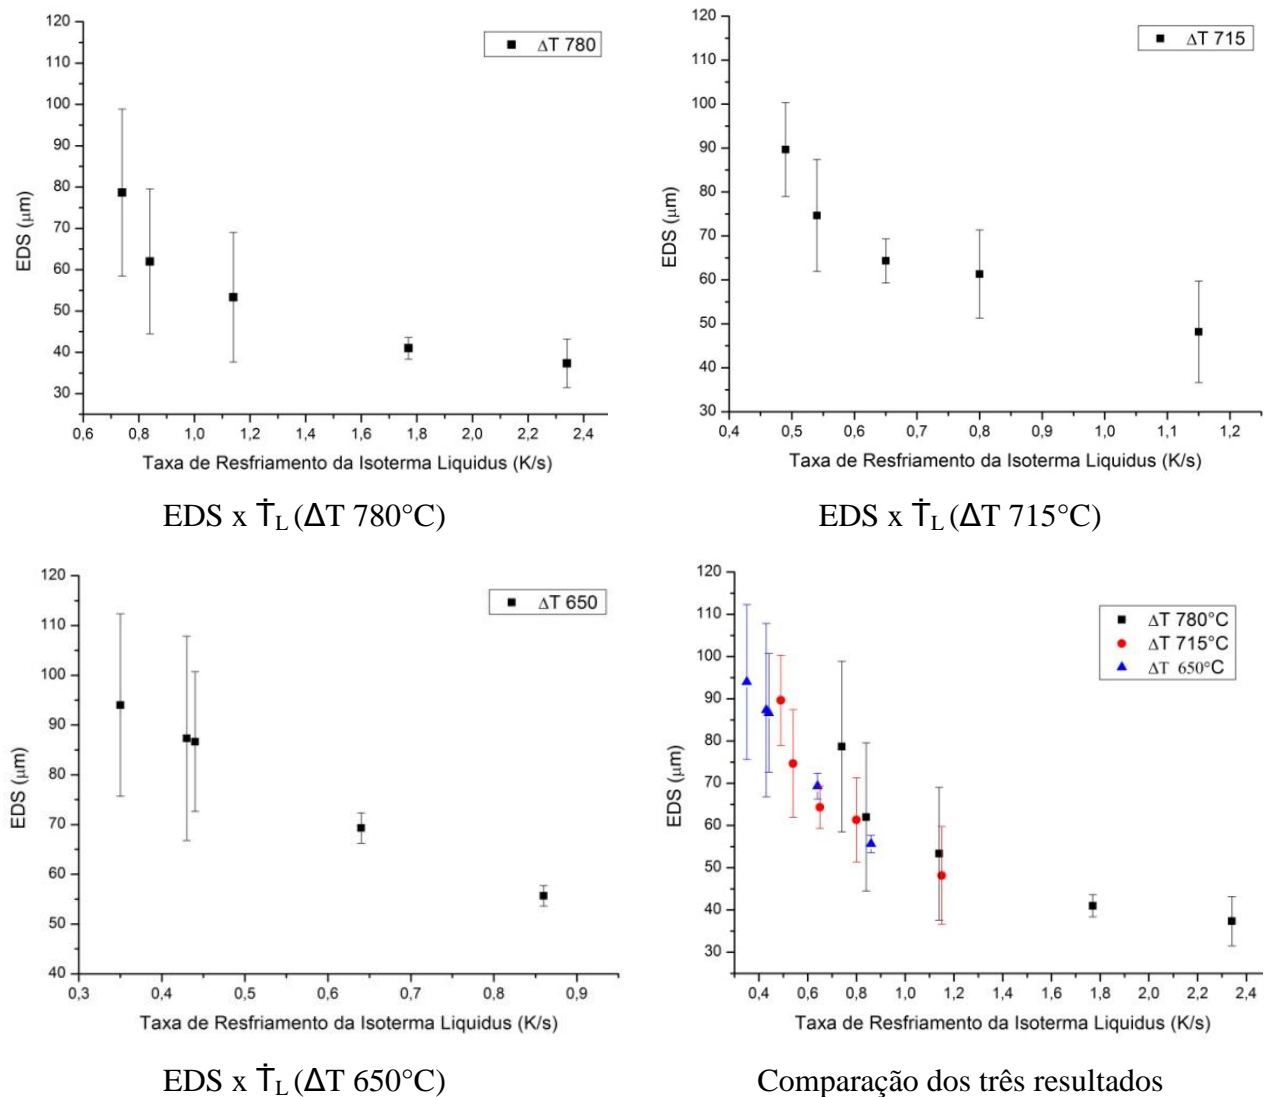 120
110
100
90
80
70
60
50
40
30
EDS (μm)
■ ΔT 780
0,6 0,8 1,0 1,2 1,4 1,6 1,8 2,0 2,2 2,4
Taxa de Resfriamento da Isoterma Liquidus (K/s)
EDS x ṪL (ΔT 780°C)
120
110
100
90
80
70
60
50
40
30
EDS (μm)
■ ΔT 715
0,4 0,5 0,6 0,7 0,8 0,9 1,0 1,1 1,2
Taxa de Resfriamento da Isoterma Liquidus (K/s)
EDS x ṪL (ΔT 715°C)
120
110
100
90
80
70
60
50
40
EDS (μm)
■ ΔT 650
0,3 0,4 0,5 0,6 0,7 0,8 0,9
Taxa de Resfriamento da Isoterma Liquidus (K/s)
EDS x ṪL (ΔT 650°C)
120
110
100
90
80
70
60
50
40
30
EDS (μm)
■ ΔT 780°C
● ΔT 715°C
▲ ΔT 650°C
0,4 0,6 0,8 1,0 1,2 1,4 1,6 1,8 2,0 2,2 2,4
Taxa de Resfriamento da Isoterma Liquidus (K/s)
Comparação dos três resultados